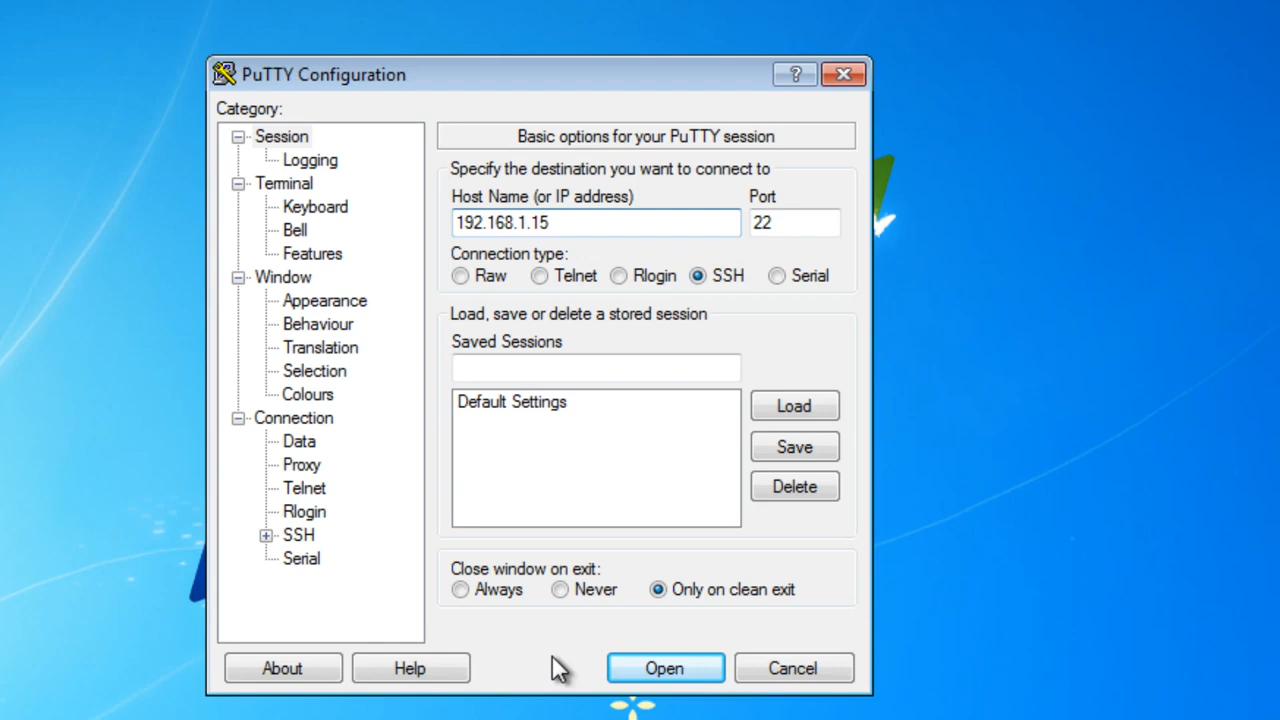 PuTTY Configuration
?
Category:
Session
Logging
Terminal
Keyboard
Bell
Features
Window
Appearance
Behaviour
Translation
Selection
Colours
Connection
Data
Proxy
Telnet
Rlogin
SSH
Serial
Basic options for your PuTTY session
Specify the destination you want to connect to
Host Name (or IP address) Port
192.168.1.15 22
Connection type:
Raw Telnet Rlogin SSH Serial
Load, save or delete a stored session
Saved Sessions
Default Settings
Load
Save
Delete
Close window on exit:
Always Never Only on clean exit
About Help Open Cancel